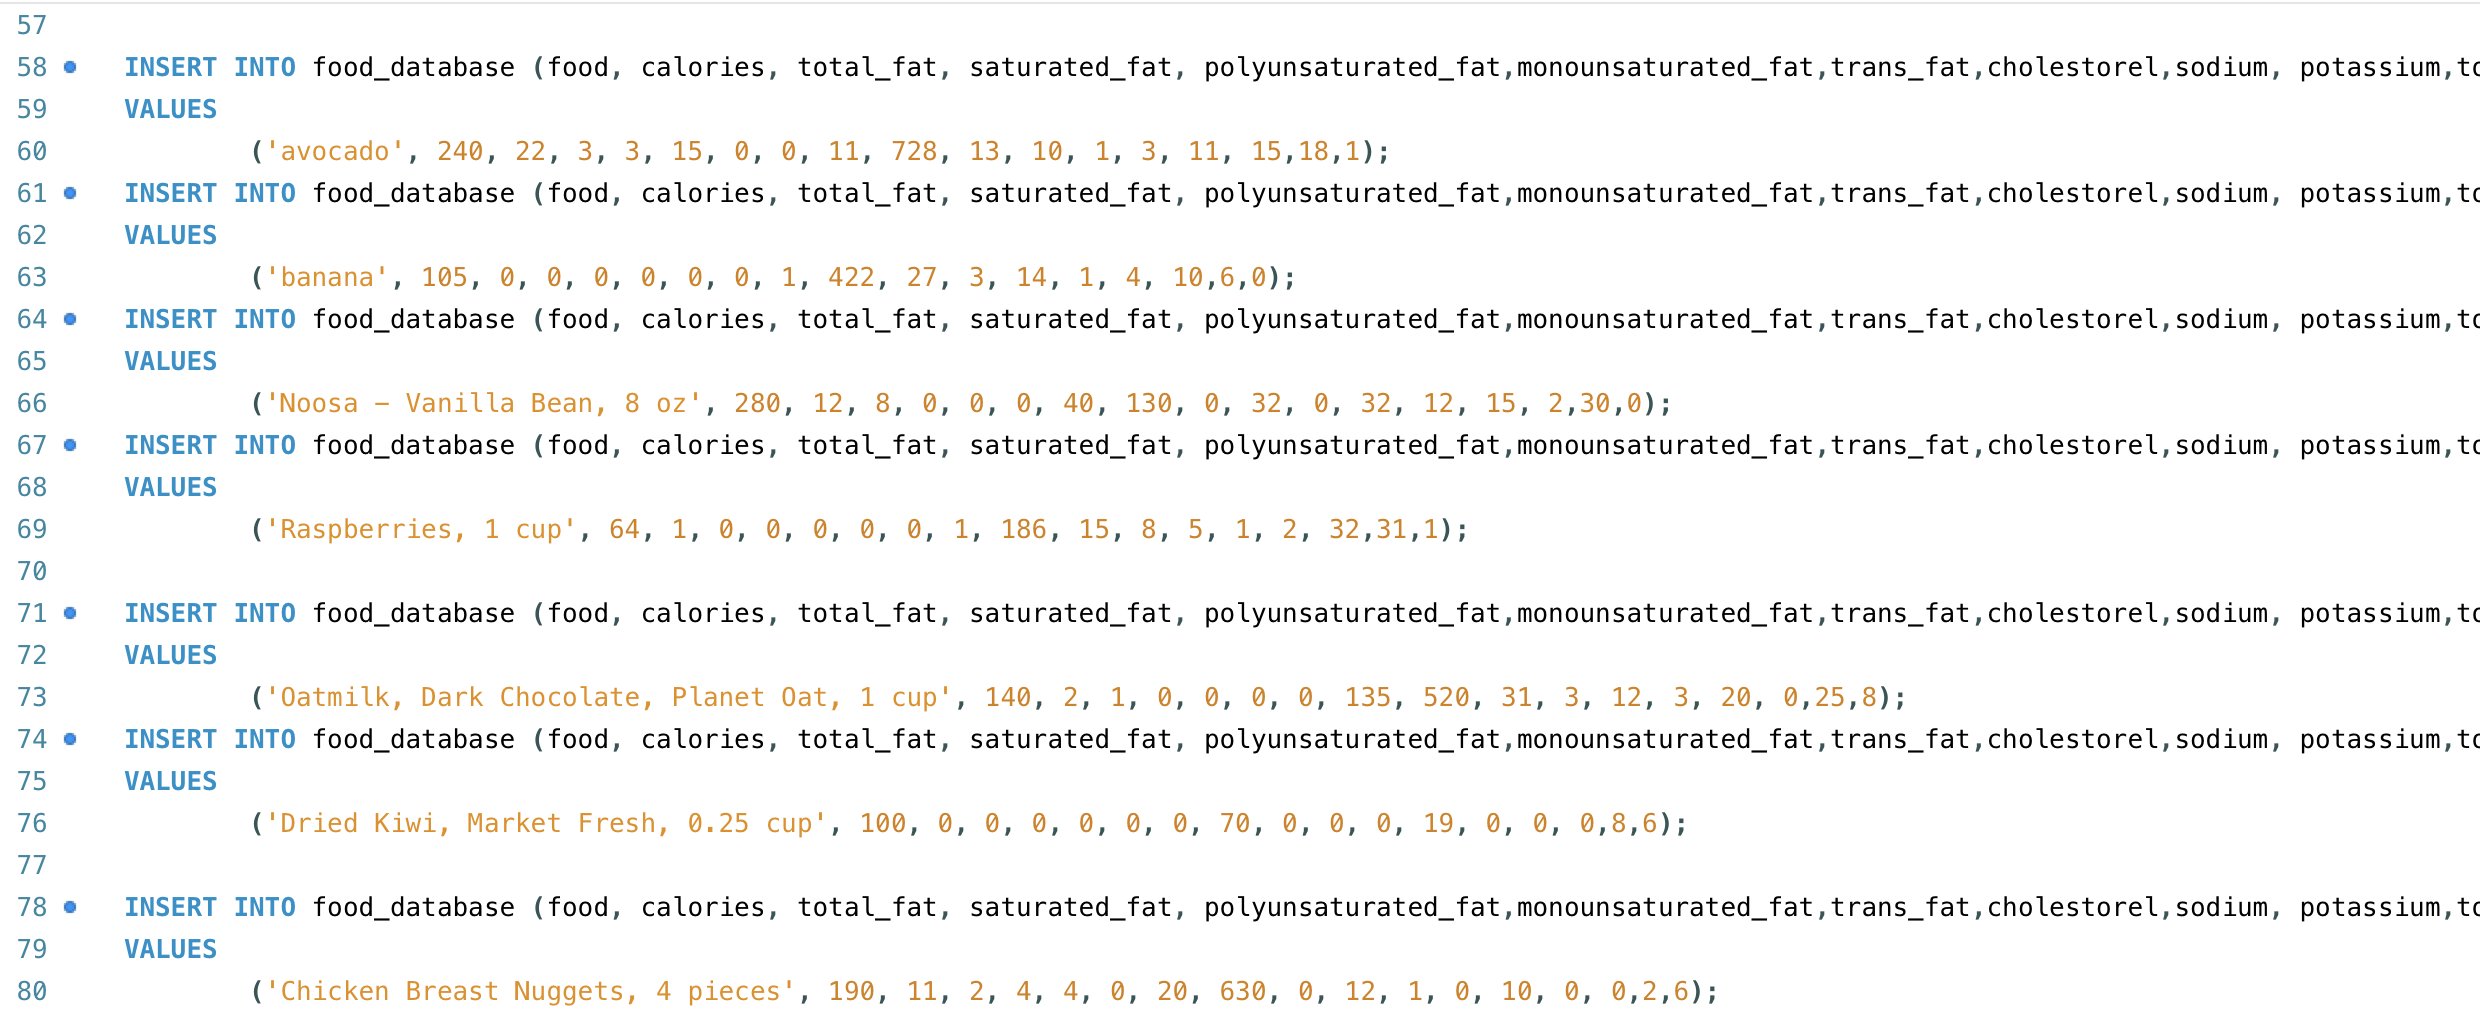 57
58 INSERT INTO food_database (food, calories, total_fat, saturated_fat, polyunsaturated_fat,monounsaturated_fat,trans_fat,cholestorel,sodium, potassium,to
59 VALUES
60 ('avocado', 240, 22, 3, 3, 15, 0, 0, 11, 728, 13, 10, 1, 3, 11, 15,18,1);
61 INSERT INTO food_database (food, calories, total_fat, saturated_fat, polyunsaturated_fat,monounsaturated_fat,trans_fat,cholestorel,sodium, potassium,to
62 VALUES
63 ('banana', 105, 0, 0, 0, 0, 0, 0, 1, 422, 27, 3, 14, 1, 4, 10,6,0);
64 INSERT INTO food_database (food, calories, total_fat, saturated_fat, polyunsaturated_fat,monounsaturated_fat,trans_fat,cholestorel,sodium, potassium,to
65 VALUES
66 ('Noosa - Vanilla Bean, 8 oz', 280, 12, 8, 0, 0, 0, 40, 130, 0, 32, 0, 32, 12, 15, 2,30,0);
67 INSERT INTO food_database (food, calories, total_fat, saturated_fat, polyunsaturated_fat,monounsaturated_fat,trans_fat,cholestorel,sodium, potassium,to
68 VALUES
69 ('Raspberries, 1 cup', 64, 1, 0, 0, 0, 0, 0, 1, 186, 15, 8, 5, 1, 2, 32,31,1);
70
71 INSERT INTO food_database (food, calories, total_fat, saturated_fat, polyunsaturated_fat,monounsaturated_fat,trans_fat,cholestorel,sodium, potassium,to
72 VALUES
73 ('Oatmilk, Dark Chocolate, Planet Oat, 1 cup', 140, 2, 1, 0, 0, 0, 0, 135, 520, 31, 3, 12, 3, 20, 0,25,8);
74 INSERT INTO food_database (food, calories, total_fat, saturated_fat, polyunsaturated_fat,monounsaturated_fat,trans_fat,cholestorel,sodium, potassium,to
75 VALUES
76 ('Dried Kiwi, Market Fresh, 0.25 cup', 100, 0, 0, 0, 0, 0, 0, 70, 0, 0, 0, 19, 0, 0, 0,8,6);
77
78 INSERT INTO food_database (food, calories, total_fat, saturated_fat, polyunsaturated_fat,monounsaturated_fat,trans_fat,cholestorel,sodium, potassium,to
79 VALUES
80 ('Chicken Breast Nuggets, 4 pieces', 190, 11, 2, 4, 4, 0, 20, 630, 0, 12, 1, 0, 10, 0, 0,2,6);